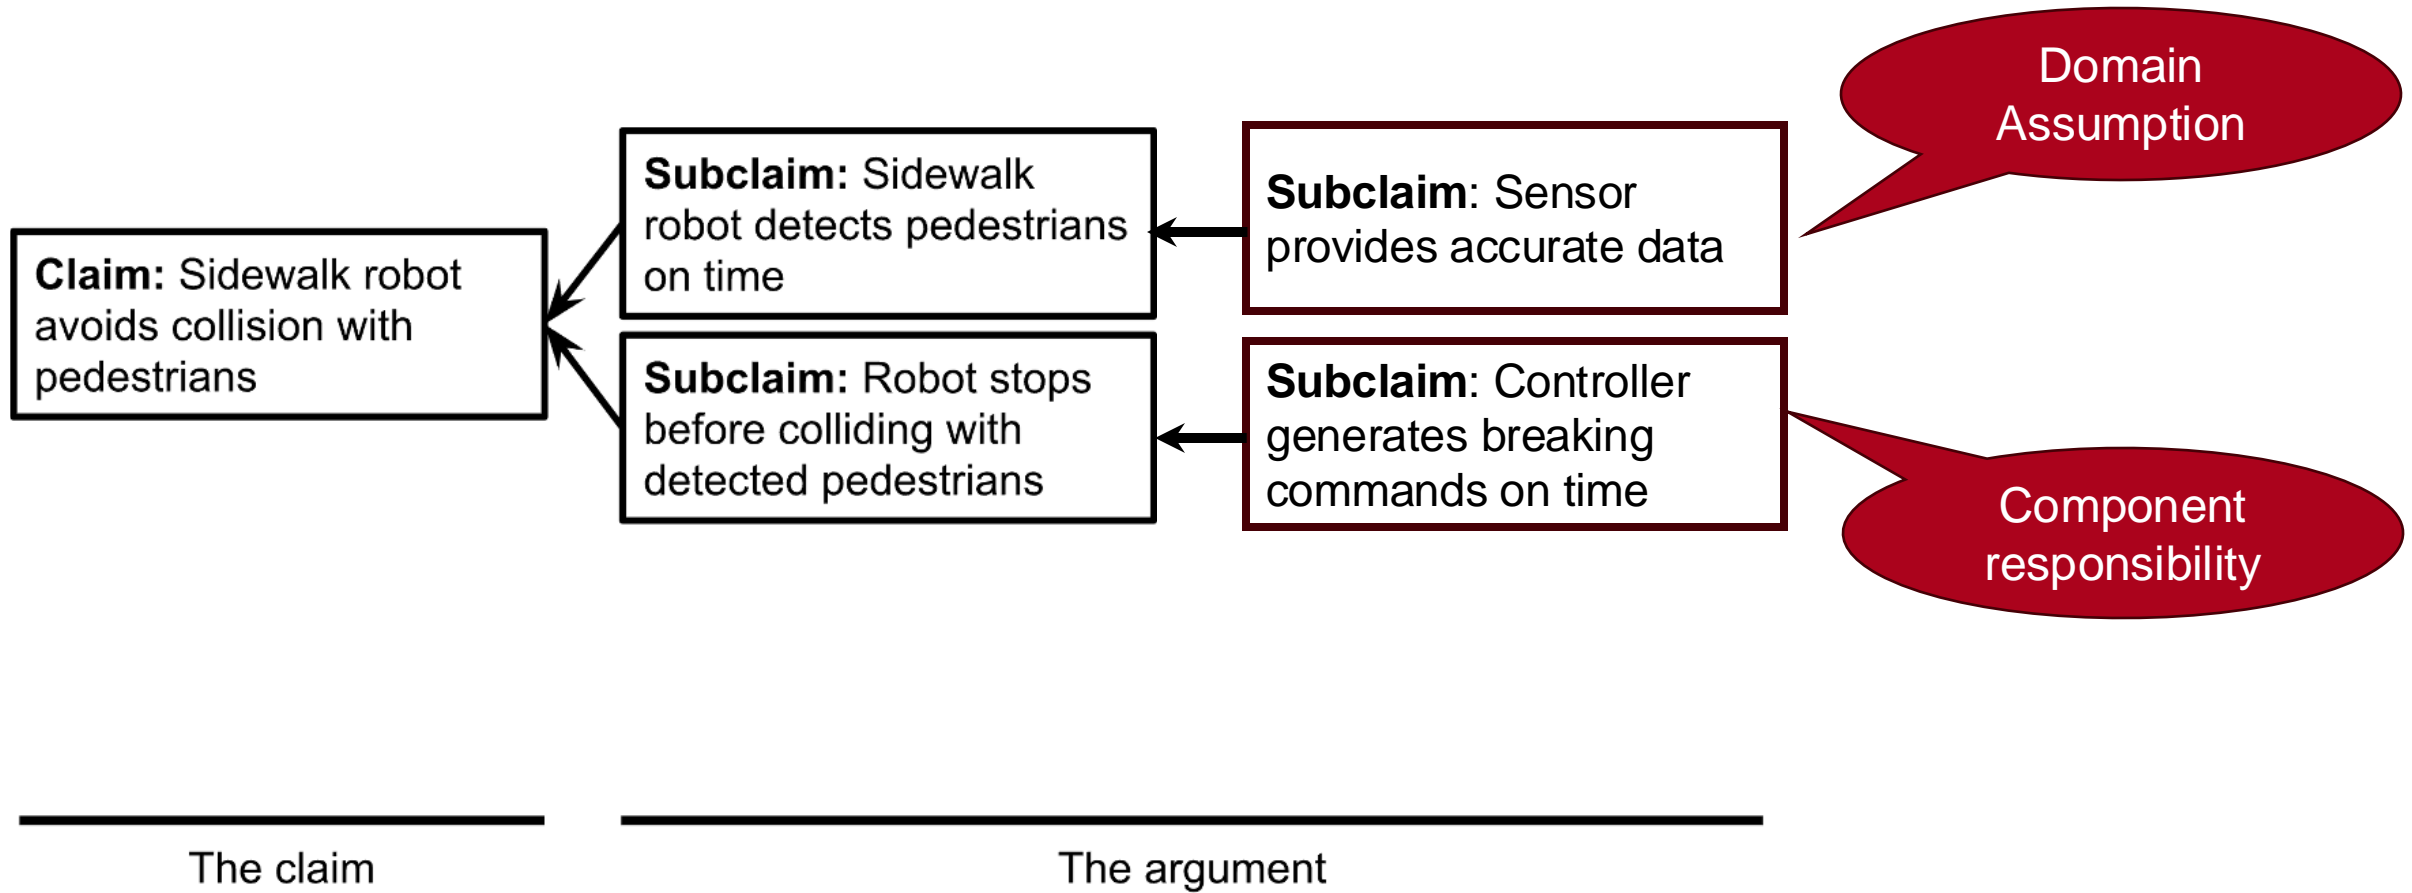 Claim: Sidewalk robot
avoids collision with
pedestrians
Subclaim: Sidewalk
robot detects pedestrians
on time
Subclaim: Robot stops
before colliding with
detected pedestrians
Subclaim: Sensor
provides accurate data
Subclaim: Controller
generates breaking
commands on time
Domain
Assumption
Component
responsibility
The claim
The argument